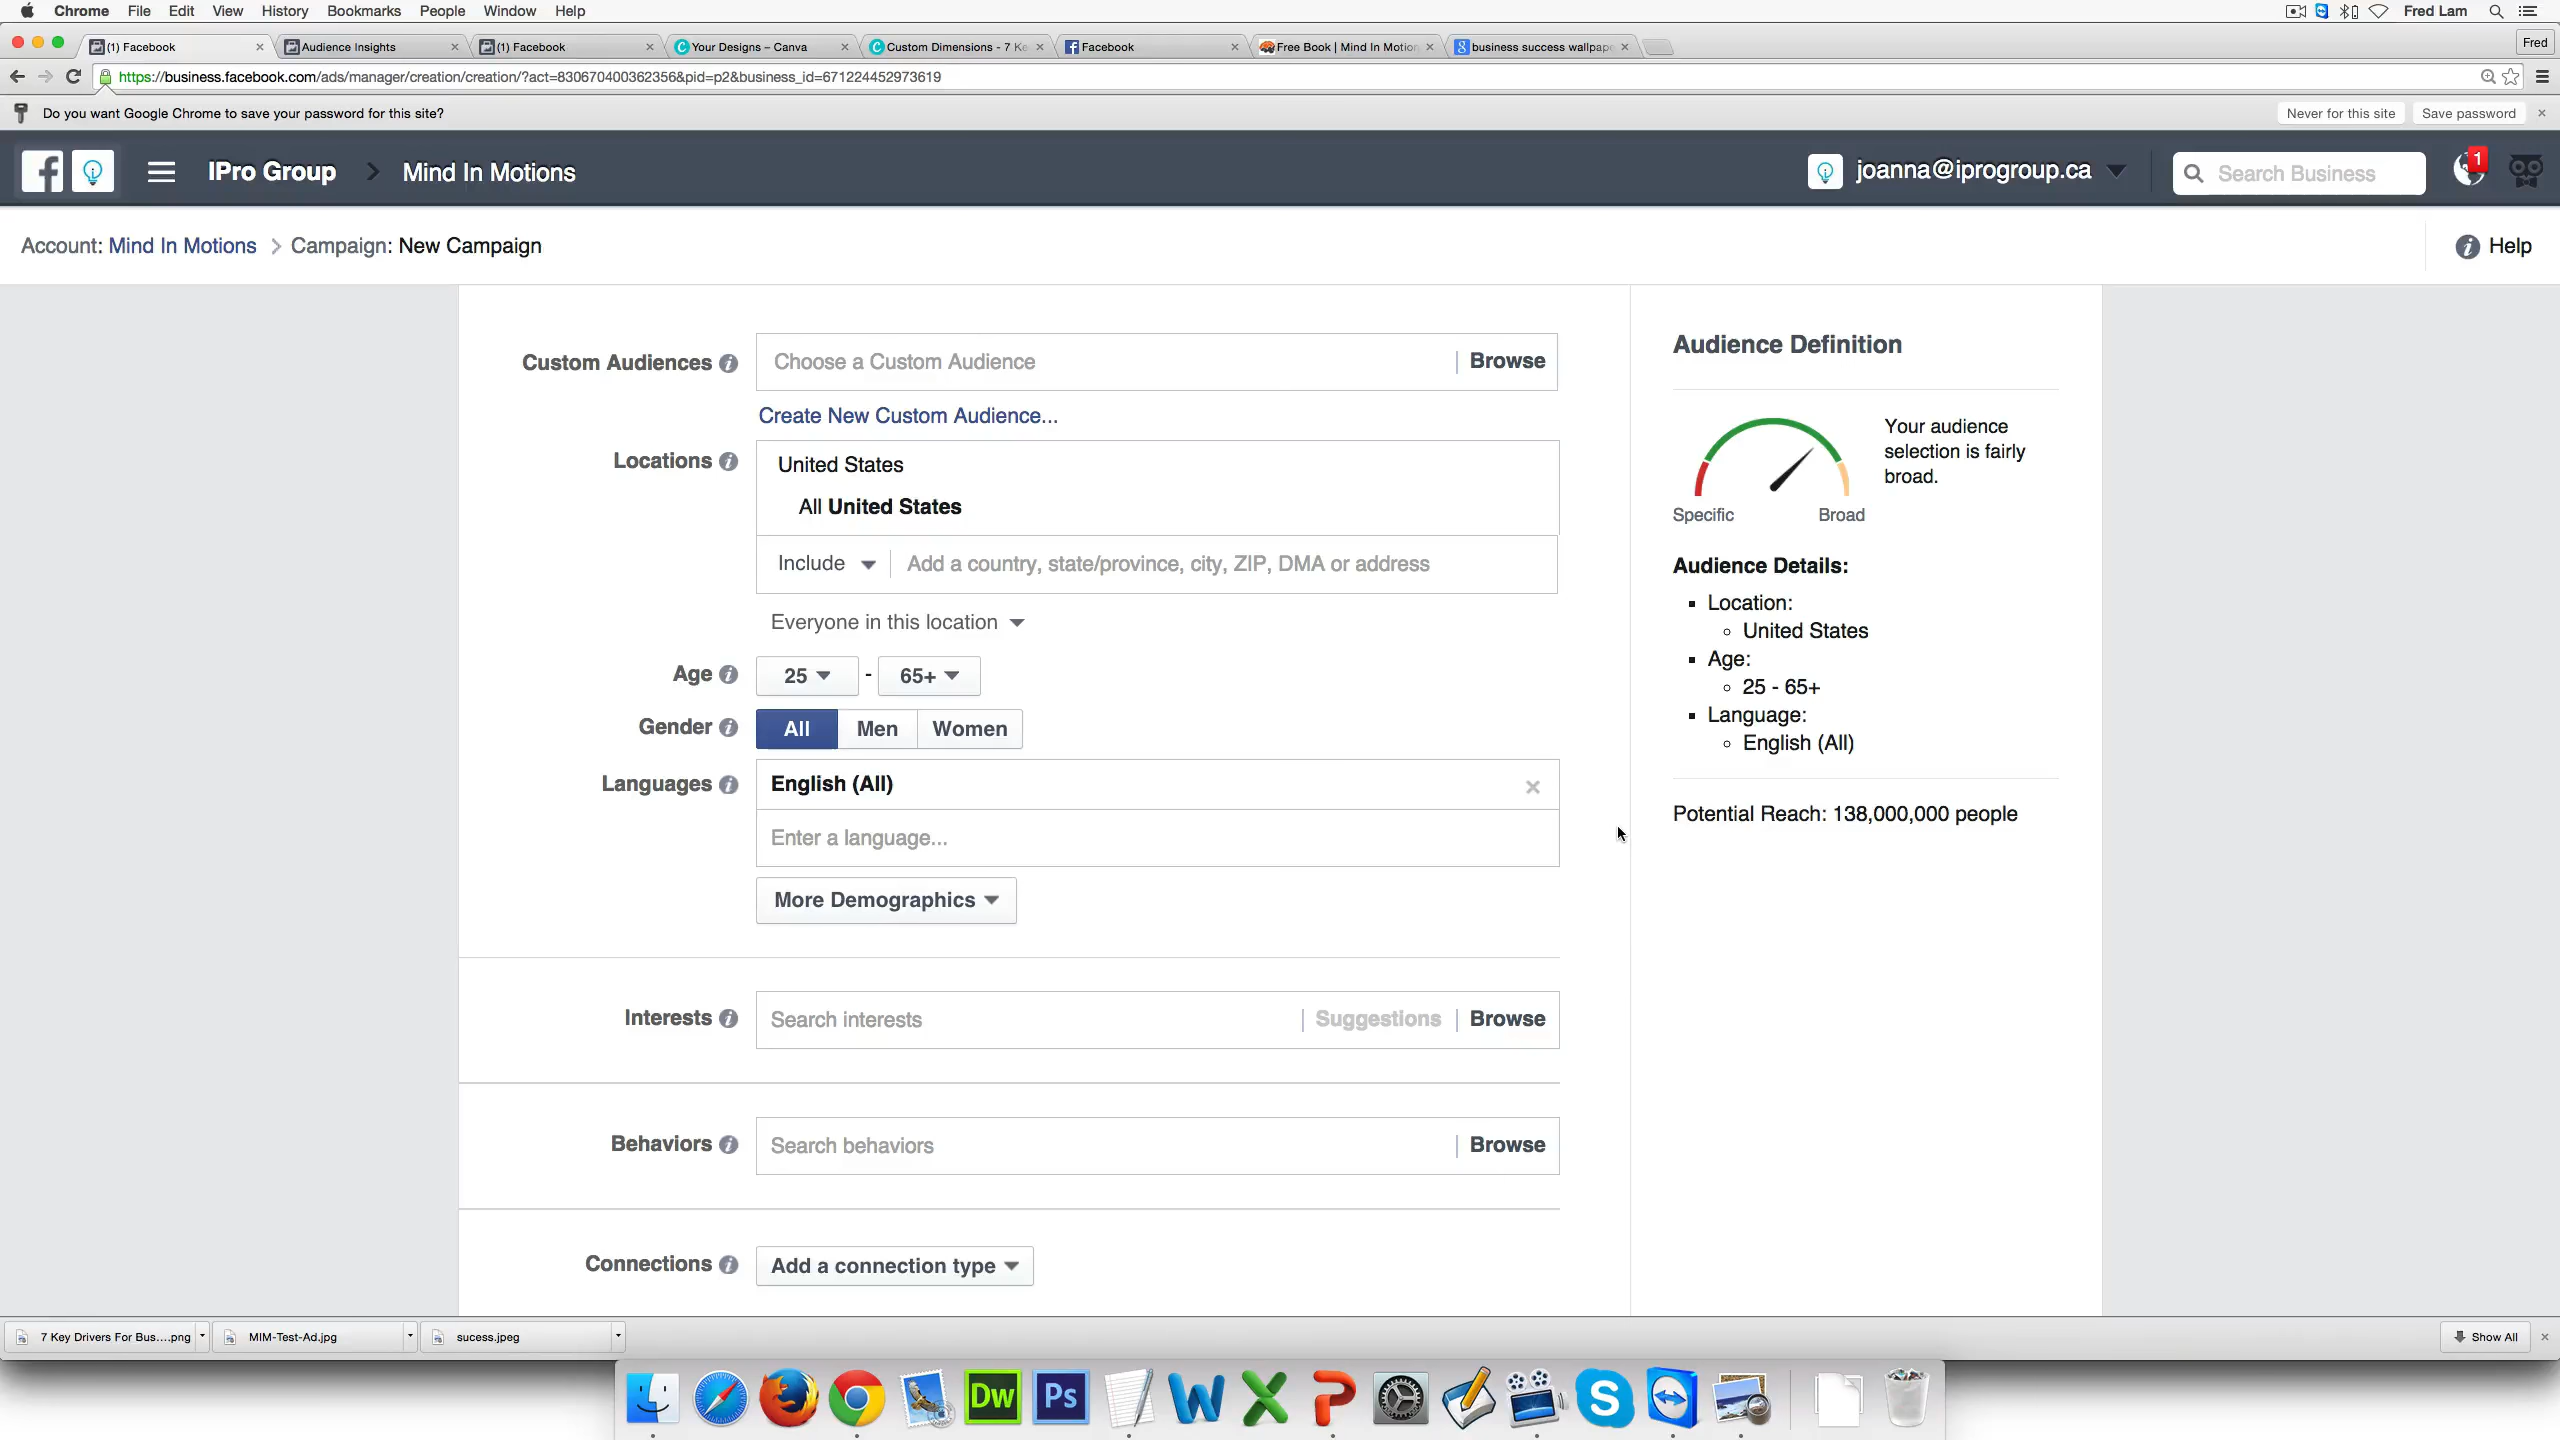 Chrome File Edit View History Bookmarks People Window Help Fred Lam
(1) Facebook Audience Insights (1) Facebook Your Designs – Canva Custom Dimensions - 7 Ke Facebook Free Book | Mind In Motion business success wallpape Fred
https://business.facebook.com/ads/manager/creation/creation/?act=830670400362356&pid=p2&business_id=671224452973619
Do you want Google Chrome to save your password for this site? Never for this site Save password
IPro Group Mind In Motions joanna@iprogroup.ca Search Business 1
Account: Mind In Motions Campaign: New Campaign Help
Custom Audiences Choose a Custom Audience Browse
Create New Custom Audience...
Locations United States
All United States
Include Add a country, state/province, city, ZIP, DMA or address
Everyone in this location
Age 25 - 65+
Gender All Men Women
Languages English (All)
Enter a language...
More Demographics
Interests Search interests Suggestions Browse
Behaviors Search behaviors Browse
Connections Add a connection type
Audience Definition
Your audience
selection is fairly
broad.
Specific Broad
Audience Details:
Location:
United States
Age:
25 - 65+
Language:
English (All)
Potential Reach: 138,000,000 people
7 Key Drivers For Bus....png MIM-Test-Ad.jpg sucess.jpeg Show All
Dw Ps